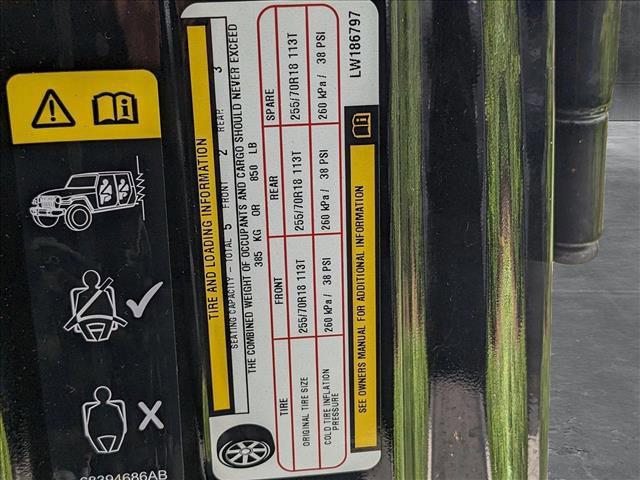 TIRE AND LOADING INFORMATION
SEATING CAPACITY - TOTAL 5 FRONT 2 REAR 3
THE COMBINED WEIGHT OF OCCUPANTS AND CARGO SHOULD NEVER EXCEED
385 KG OR 850 LB
TIRE FRONT REAR SPARE
ORIGINAL TIRE SIZE 255/70R18 113T 255/70R18 113T 255/70R18 113T
COLD TIRE INFLATION PRESSURE 260 kPa / 38 PSI 260 kPa / 38 PSI 260 kPa / 38 PSI
SEE OWNERS MANUAL FOR ADDITIONAL INFORMATION
LW186797
68294686AB